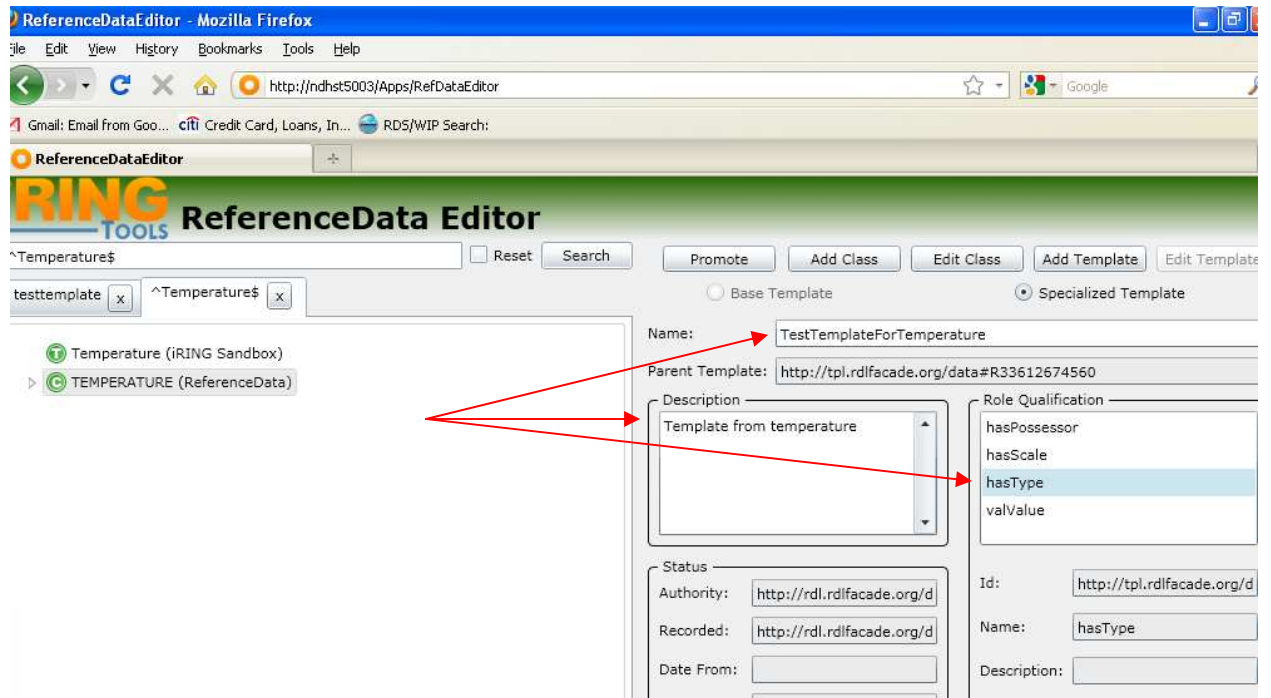 ReferenceDataEditor - Mozilla Firefox
File Edit View History Bookmarks Tools Help
http://ndhst5003/Apps/RefDataEditor
Google
Gmail: Email from Goo... citi Credit Card, Loans, In... RDS/WIP Search:
ReferenceDataEditor
RING TOOLS ReferenceData Editor
^Temperature$ Reset Search Promote Add Class Edit Class Add Template Edit Template
testtemplate x ^Temperature$ x Base Template Specialized Template
T Temperature (iRING Sandbox)
C TEMPERATURE (ReferenceData)
Name: TestTemplateForTemperature
Parent Template: http://tpl.rdlfacade.org/data#R33612674560
Description
Template from temperature
Role Qualification
hasPossessor
hasScale
hasType
valValue
Status
Authority: http://rdl.rdlfacade.org/d
Recorded: http://rdl.rdlfacade.org/d
Date From:
Id: http://tpl.rdlfacade.org/d
Name: hasType
Description: